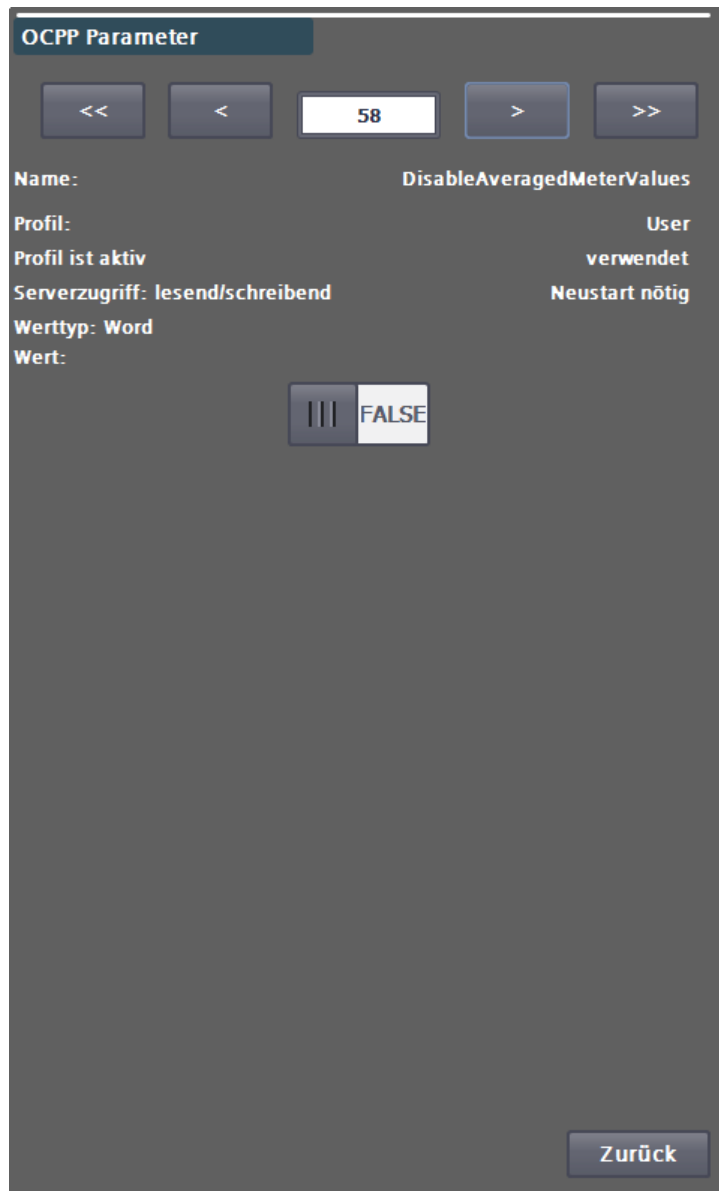 OCPP Parameter
<< < 58 > >>
Name: DisableAveragedMeterValues
Profil: User
Profil ist aktiv verwendet
Serverzugriff: lesend/schreibend Neustart nötig
Werttyp: Word
Wert:
FALSE
Zurück